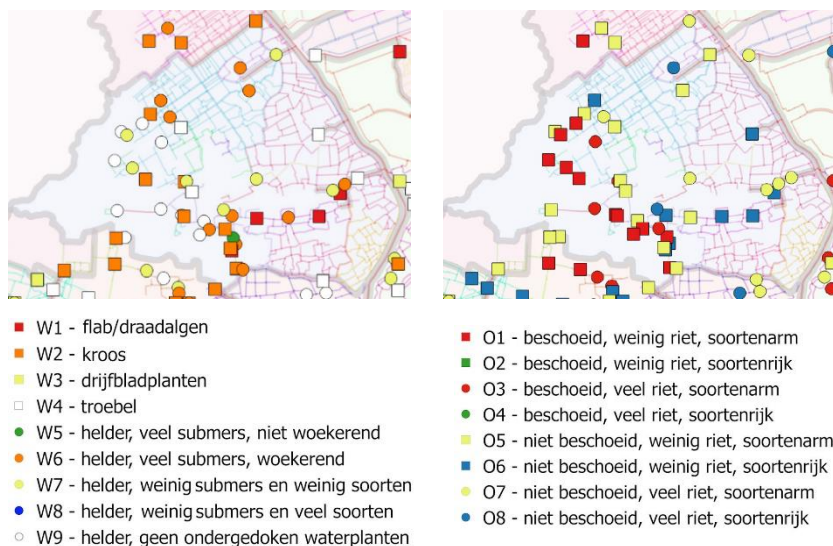 W1 - flab/draadalgen
W2 - kroos
W3 - drijfbladplanten
W4 - troebel
W5 - helder, veel submers, niet woekerend
W6 - helder, veel submers, woekerend
W7 - helder, weinig submers en weinig soorten
W8 - helder, weinig submers en veel soorten
W9 - helder, geen ondergedoken waterplanten
O1 - beschoeid, weinig riet, soortenarm
O2 - beschoeid, weinig riet, soortenrijk
O3 - beschoeid, veel riet, soortenarm
O4 - beschoeid, veel riet, soortenrijk
O5 - niet beschoeid, weinig riet, soortenarm
O6 - niet beschoeid, weinig riet, soortenrijk
O7 - niet beschoeid, veel riet, soortenarm
O8 - niet beschoeid, veel riet, soortenrijk